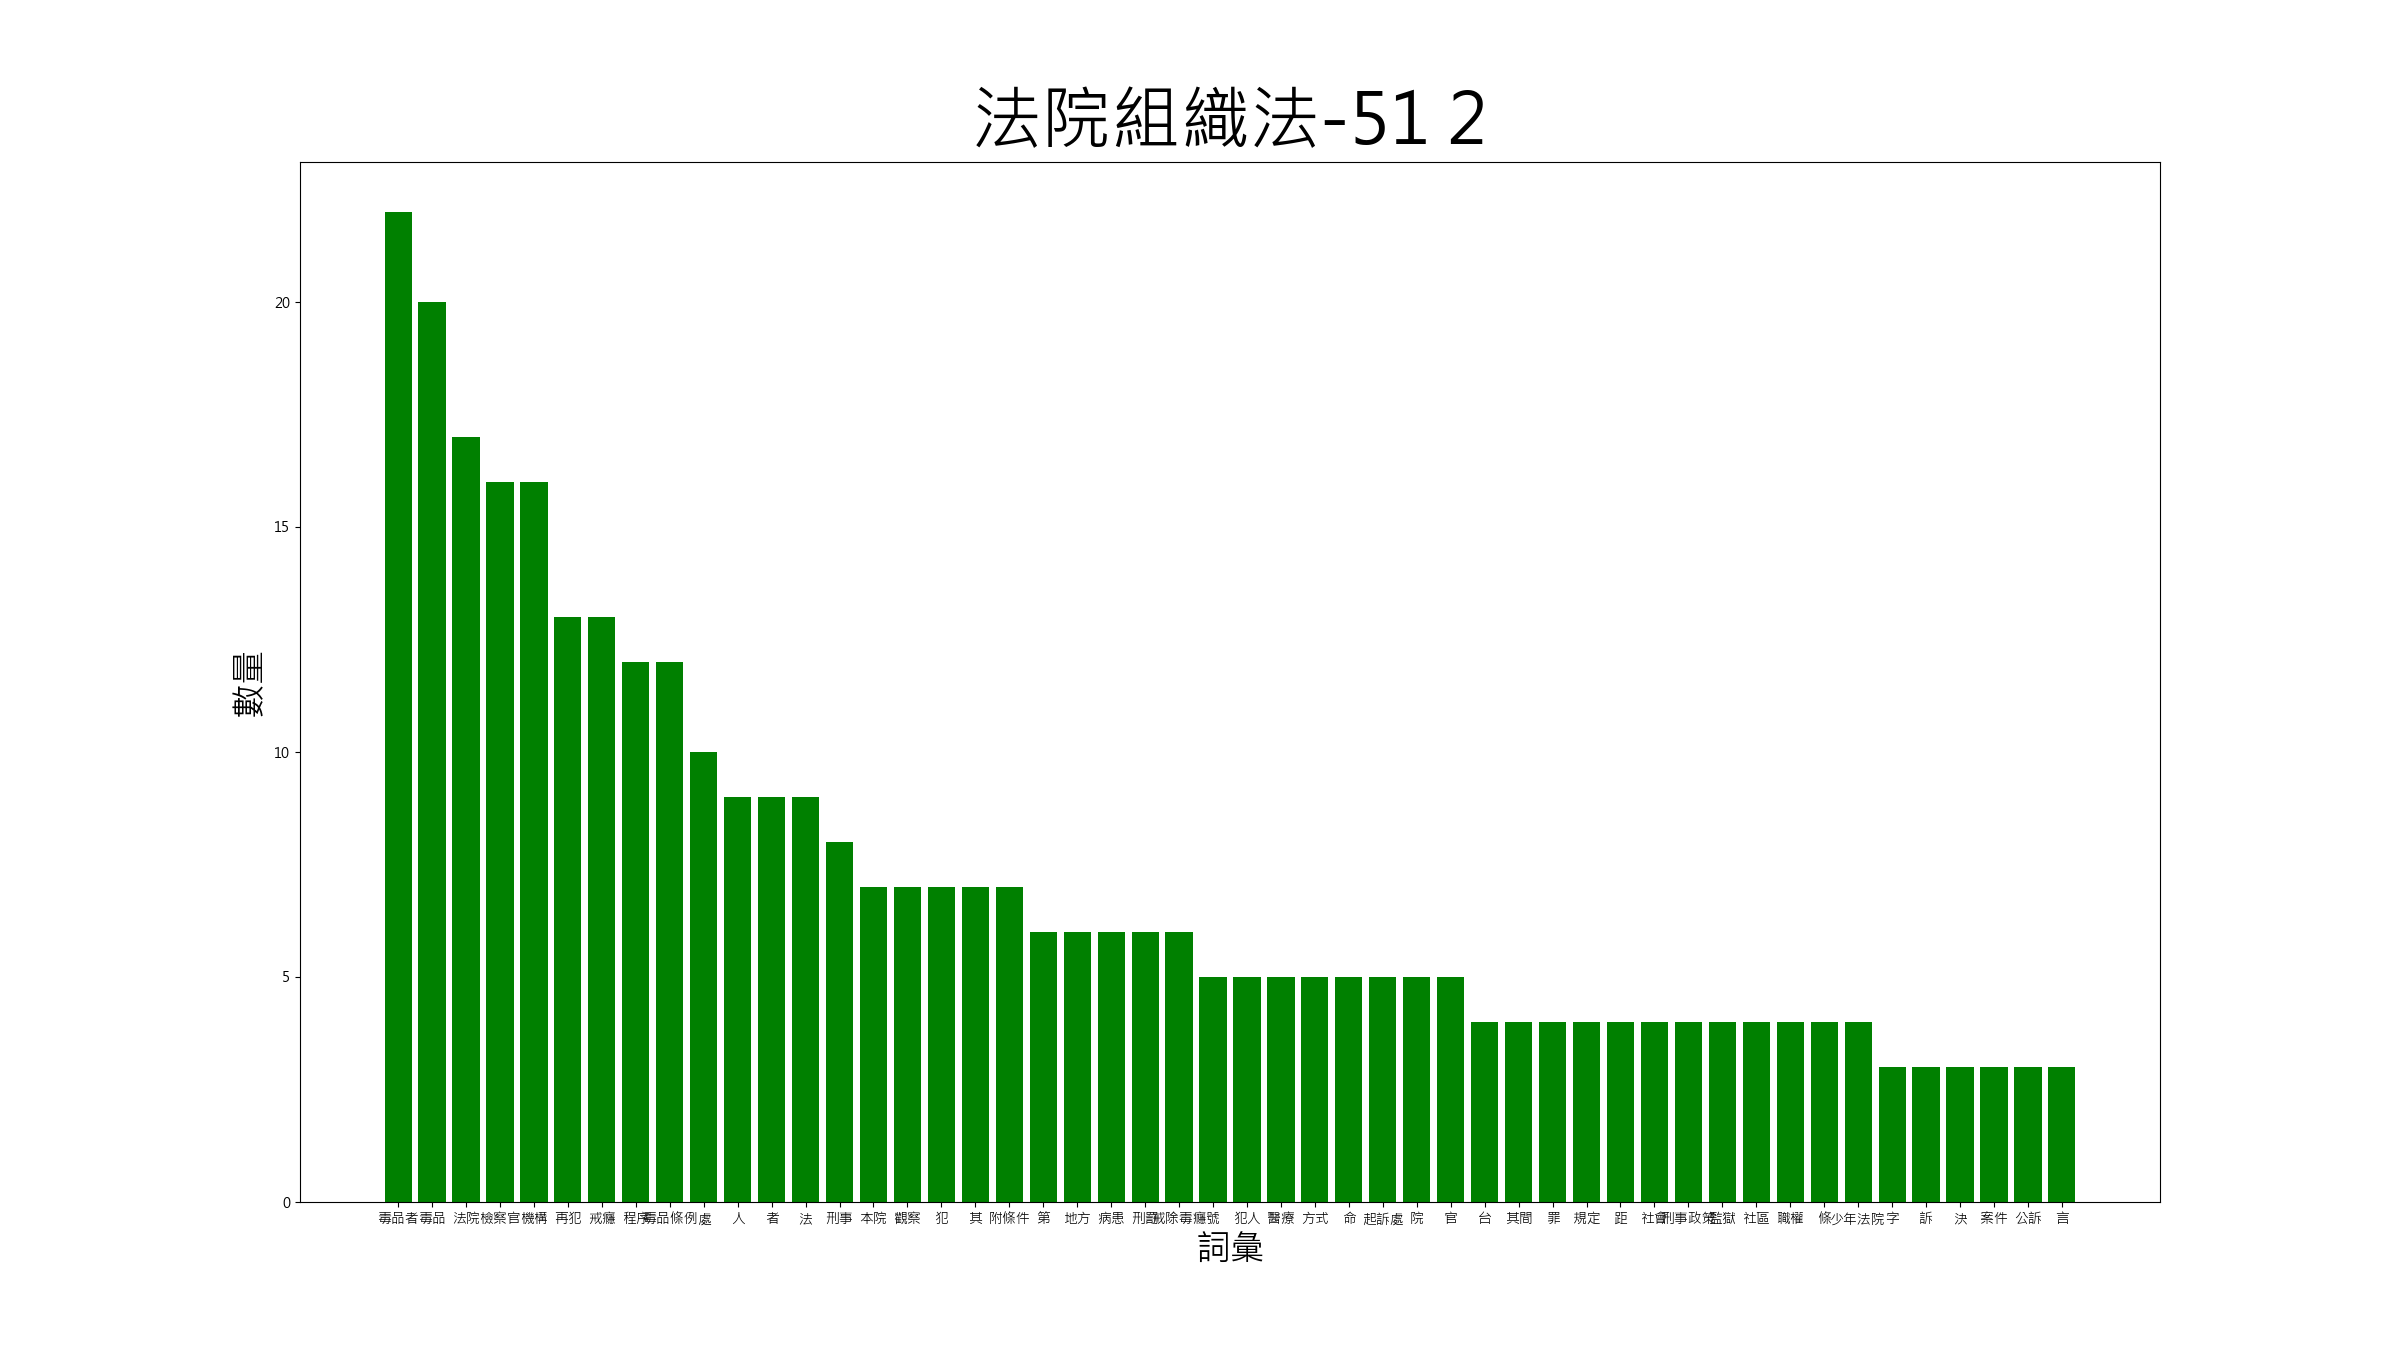 法院組織法-51 2
數量
20
15
10
5
0
毒品者 毒品 法院 檢察官 機構 再犯 戒癮 程序 毒品條例 處 人 者 法 刑事 本院 觀察 犯 其 附條件 第 地方 病患 刑罰 戒除毒癮 號 犯人 醫療 方式 命 起訴處 院 官 台 其間 罪 規定 距 社會 刑事政策 監獄 社區 職權 條 少年法院 字 訴 決 案件 公訴 言
詞彙